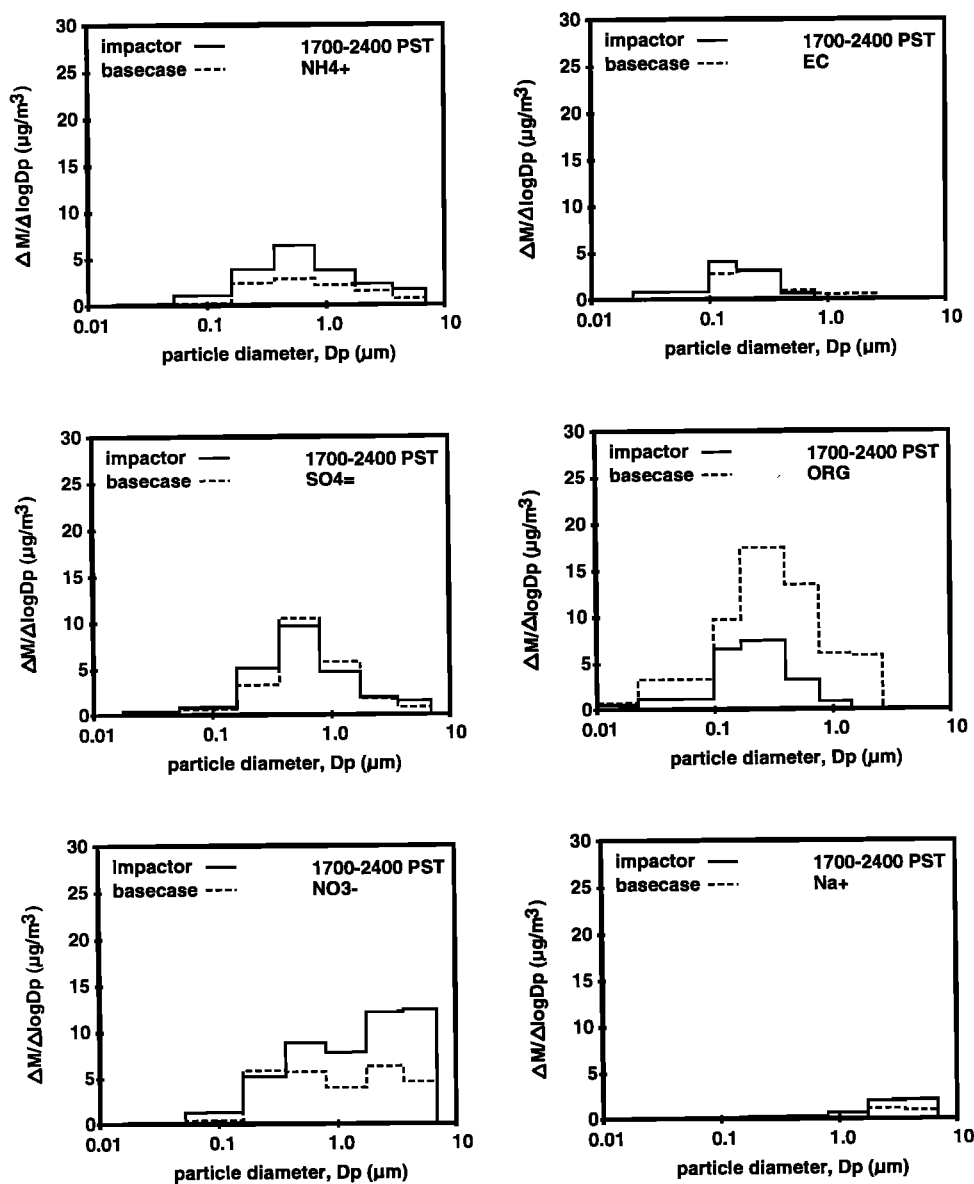 30
impactor 1700-2400 PST
25
basecase NH4+
20
15
10
5
0
0.01 0.1 1.0 10
particle diameter, Dp (µm)
ΔM/ΔlogDp (µg/m³)
30
impactor 1700-2400 PST
25
basecase EC
20
15
10
5
0
0.01 0.1 1.0 10
particle diameter, Dp (µm)
ΔM/ΔlogDp (µg/m³)
30
impactor 1700-2400 PST
25
basecase SO4=
20
15
10
5
0
0.01 0.1 1.0 10
particle diameter, Dp (µm)
ΔM/ΔlogDp (µg/m³)
30
impactor 1700-2400 PST
25
basecase ORG
20
15
10
5
0
0.01 0.1 1.0 10
particle diameter, Dp (µm)
ΔM/ΔlogDp (µg/m³)
30
impactor 1700-2400 PST
basecase NO3-
25
20
15
10
5
0
0.01 0.1 1.0 10
particle diameter, Dp (µm)
ΔM/ΔlogDp (µg/m³)
30
impactor 1700-2400 PST
basecase Na+
25
20
15
10
5
0
0.01 0.1 1.0 10
particle diameter, Dp (µm)
ΔM/ΔlogDp (µg/m³)